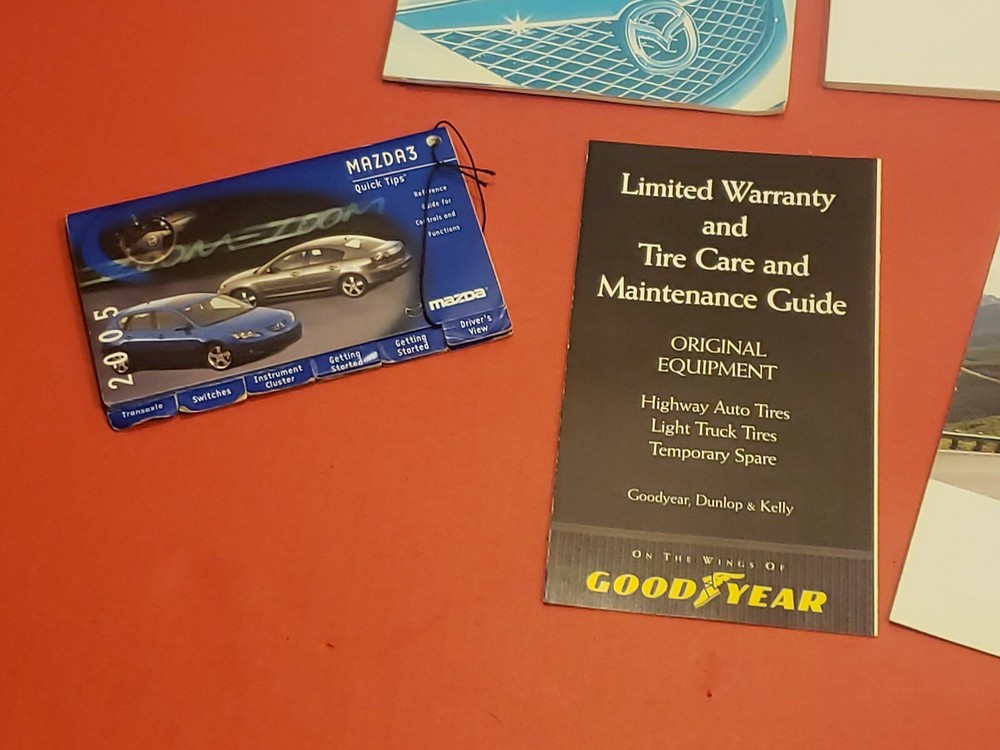 MAZDA3
Quick Tips
Reference
Guide for
Controls and
Functions
ZOOM-ZOOM
mazda
2005
Transaxle
Switches
Instrument
Cluster
Getting
Started
Getting
Started
Driver's
View
Limited Warranty
and
Tire Care and
Maintenance Guide
ORIGINAL
EQUIPMENT
Highway Auto Tires
Light Truck Tires
Temporary Spare
Goodyear, Dunlop & Kelly
ON THE WINGS OF
GOODYEAR